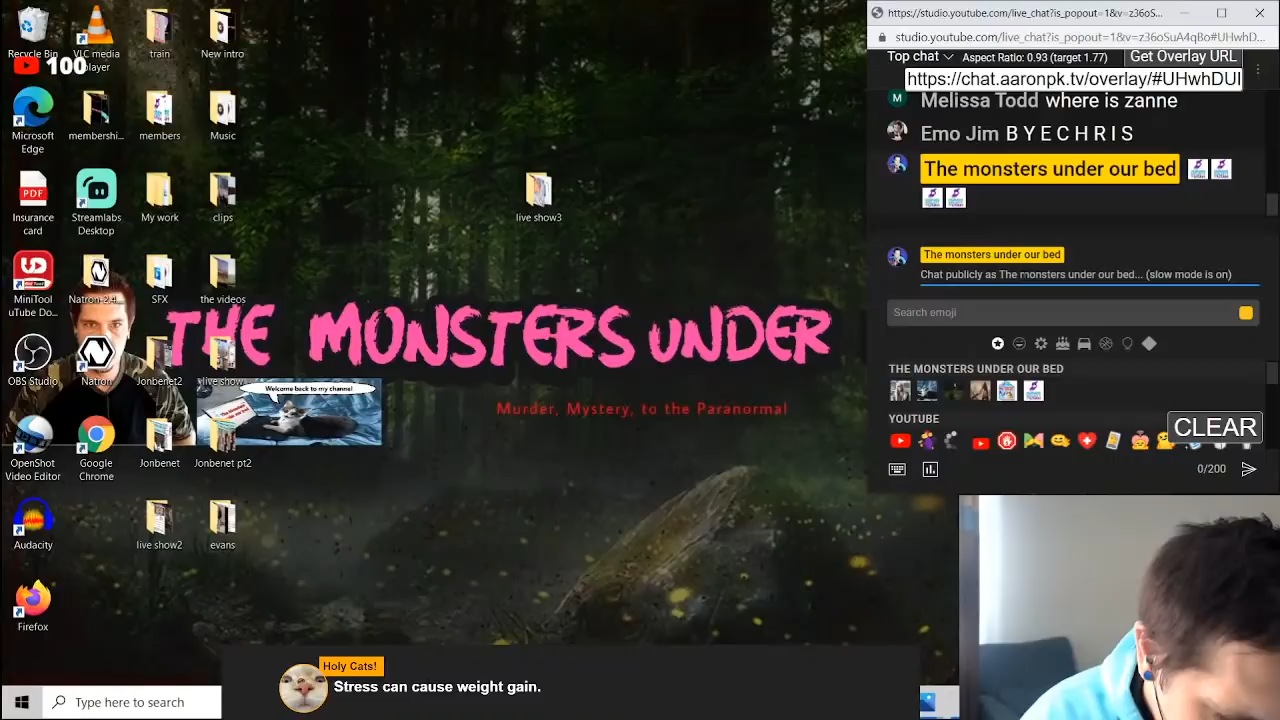 Recycle Bin
VLC media
player
train
New intro
100
Microsoft
Edge
membershi...
members
Music
Insurance
card
PDF
Streamlabs
Desktop
My work
clips
live show3
MiniTool
uTube Do...
Natron-2.4...
SFX
the videos
OBS Studio
Natron
Jonbenet2
live show
THE MONSTERS UNDER
Murder, Mystery, to the Paranormal
Welcome back to my channel!
OpenShot
Video Editor
Google
Chrome
Jonbenet
Jonbenet pt2
Audacity
live show2
evans
Firefox
Type here to search
Holy Cats!
Stress can cause weight gain.
https://studio.youtube.com/live_chat?is_popout=1&v=z36oS...
studio.youtube.com/live_chat?is_popout=1&v=z36oSuA4qBo#UHwhD...
Top chat
Aspect Ratio: 0.93 (target 1.77)
Get Overlay URL
https://chat.aaronpk.tv/overlay/#UHwhDUI
M
Melissa Todd where is zanne
Emo Jim B Y E C H R I S
The monsters under our bed
The monsters under our bed
Chat publicly as The monsters under our bed... (slow mode is on)
Search emoji
THE MONSTERS UNDER OUR BED
YOUTUBE
CLEAR
0/200